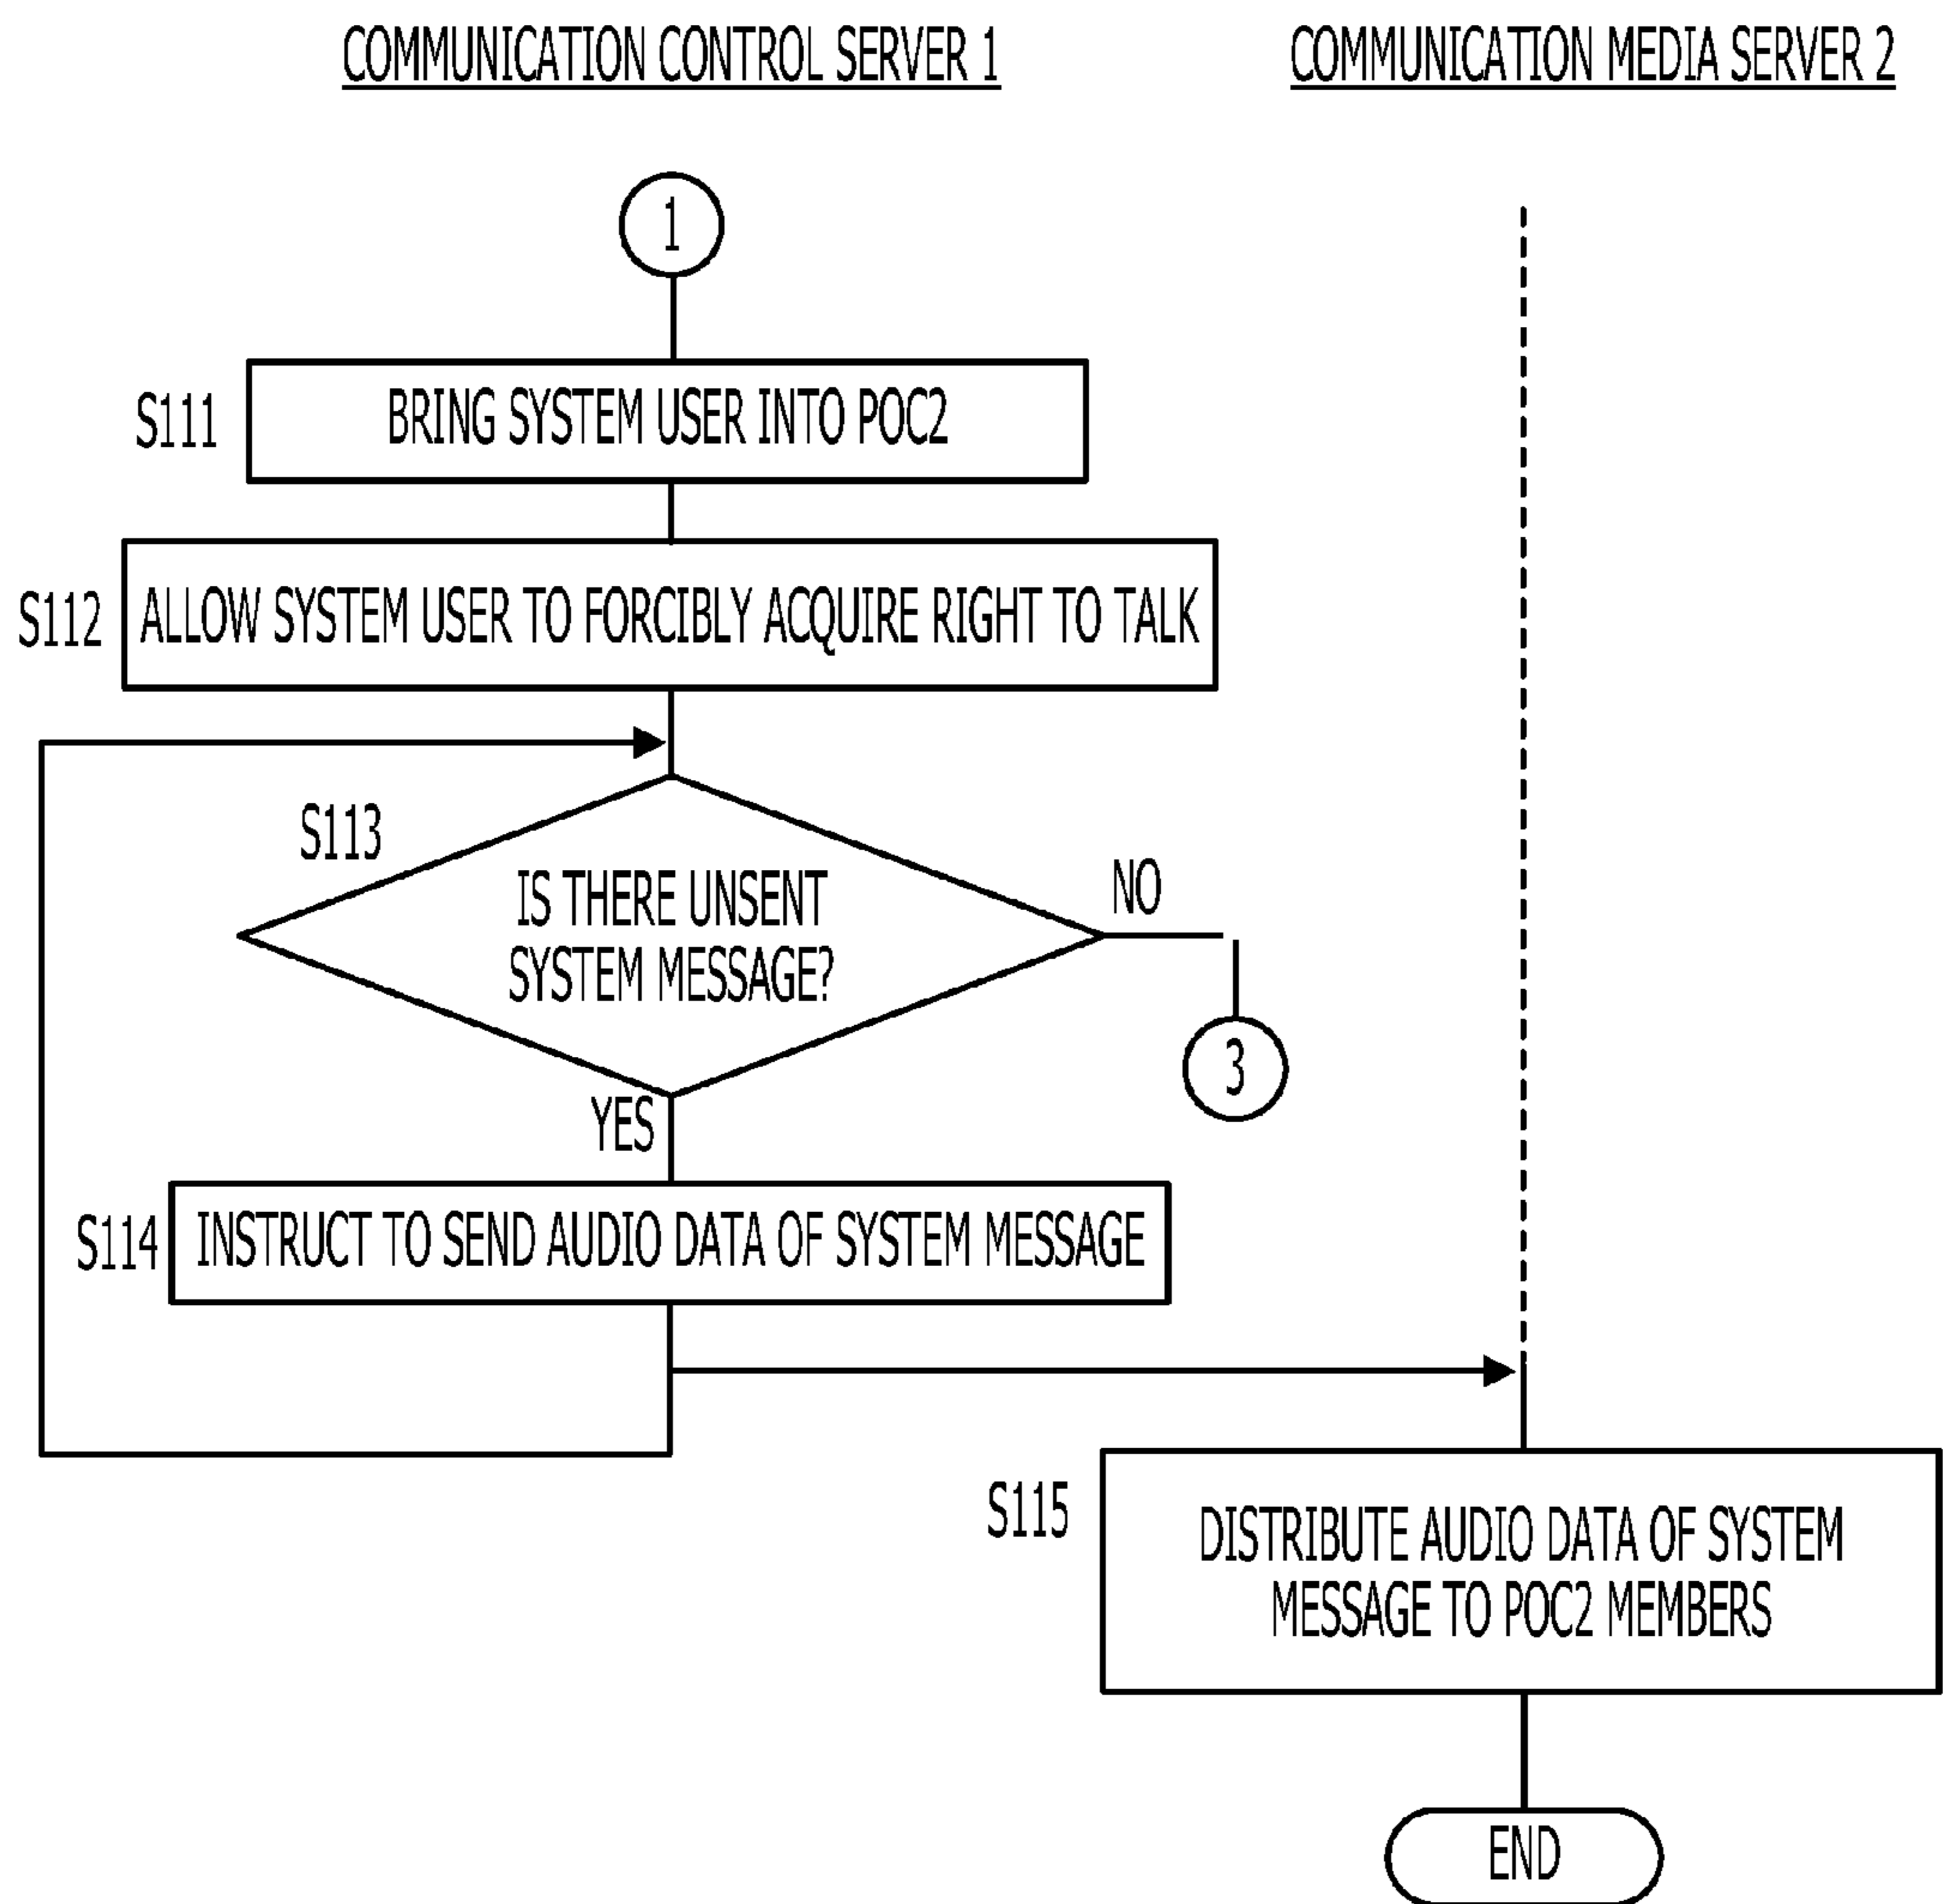 COMMUNICATION CONTROL SERVER 1
COMMUNICATION MEDIA SERVER 2
1
S111
BRING SYSTEM USER INTO POC2
S112
ALLOW SYSTEM USER TO FORCIBLY ACQUIRE RIGHT TO TALK
S113
IS THERE UNSENT
SYSTEM MESSAGE?
NO
3
YES
S114
INSTRUCT TO SEND AUDIO DATA OF SYSTEM MESSAGE
S115
DISTRIBUTE AUDIO DATA OF SYSTEM
MESSAGE TO POC2 MEMBERS
END